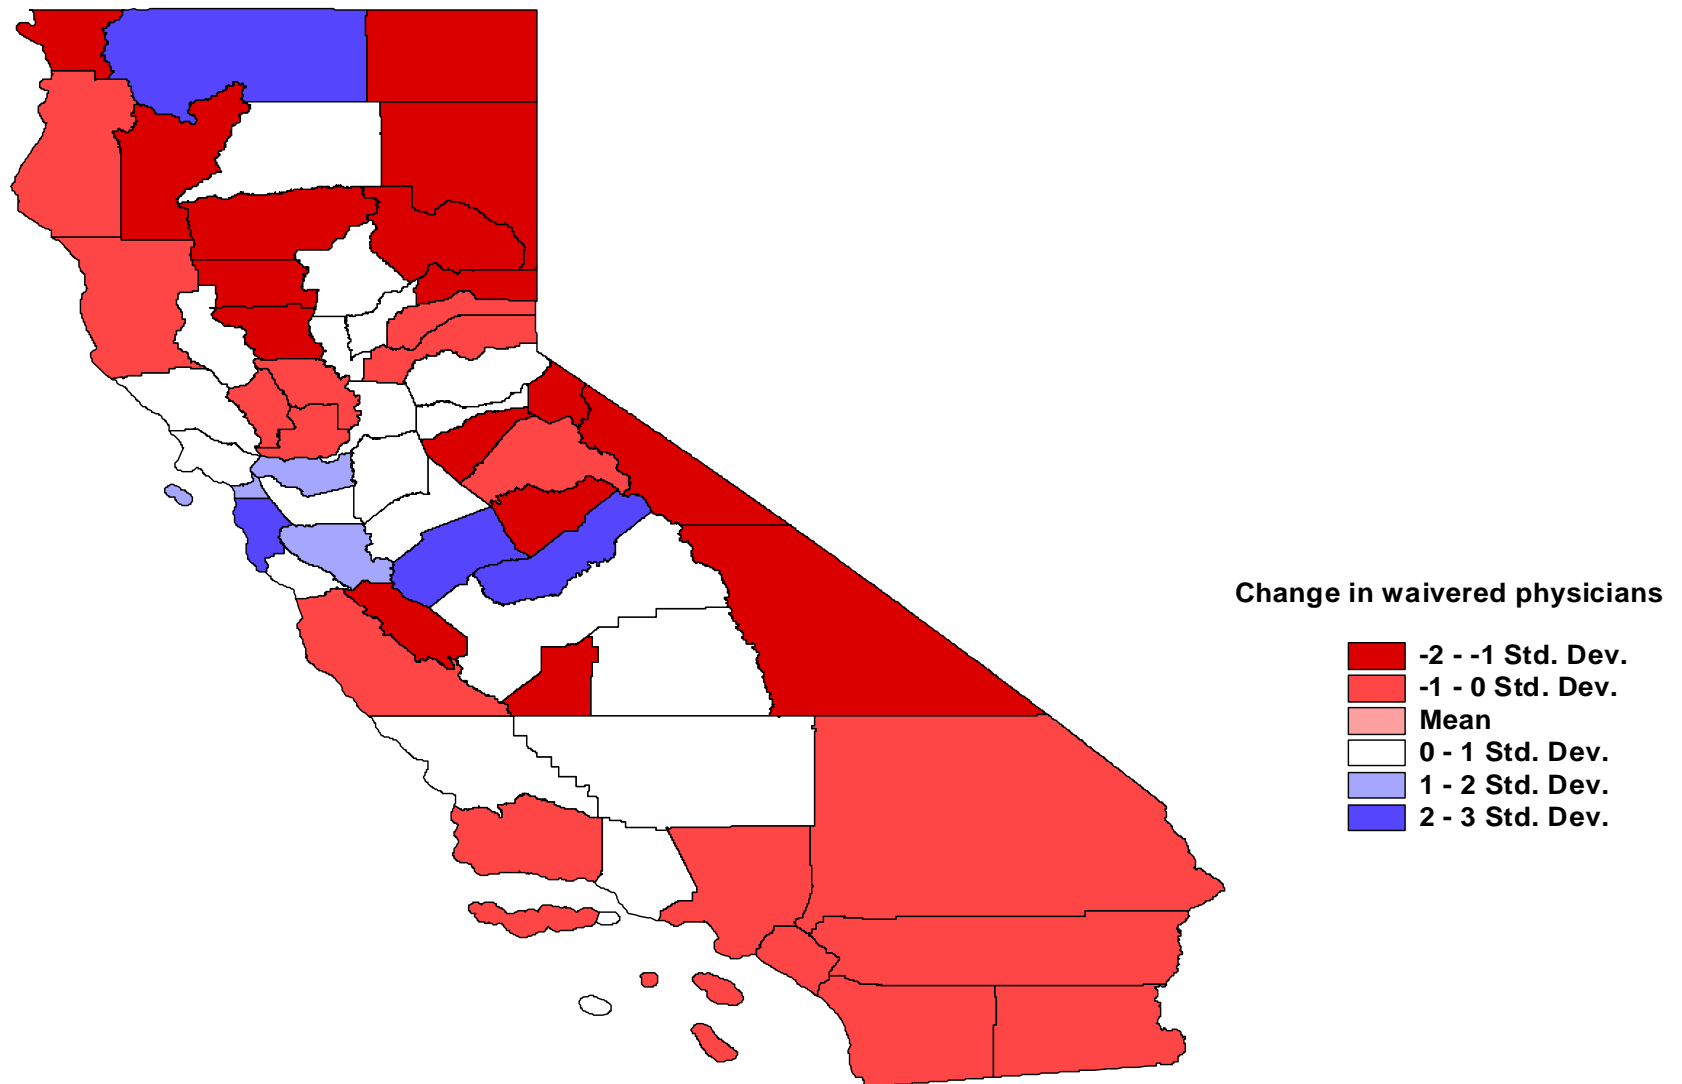 Change in waivered physicians
-2 - -1 Std. Dev.
-1 - 0 Std. Dev.
Mean
0 - 1 Std. Dev.
1 - 2 Std. Dev.
2 - 3 Std. Dev.